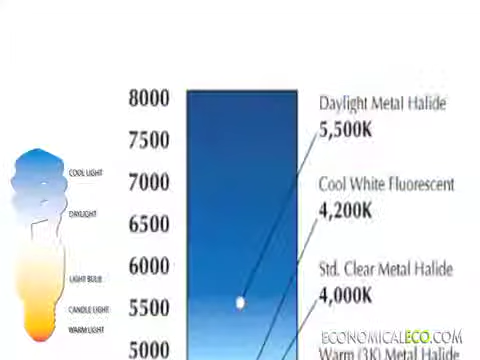 8000
7500
7000
6500
6000
5500
5000
COOL LIGHT
DAYLIGHT
LIGHT BULB
CANDLE LIGHT
WARM LIGHT
Daylight Metal Halide
5,500K
Cool White Fluorescent
4,200K
Std. Clear Metal Halide
4,000K
ECONOMICALECO.COM
Warm (3K) Metal Halide